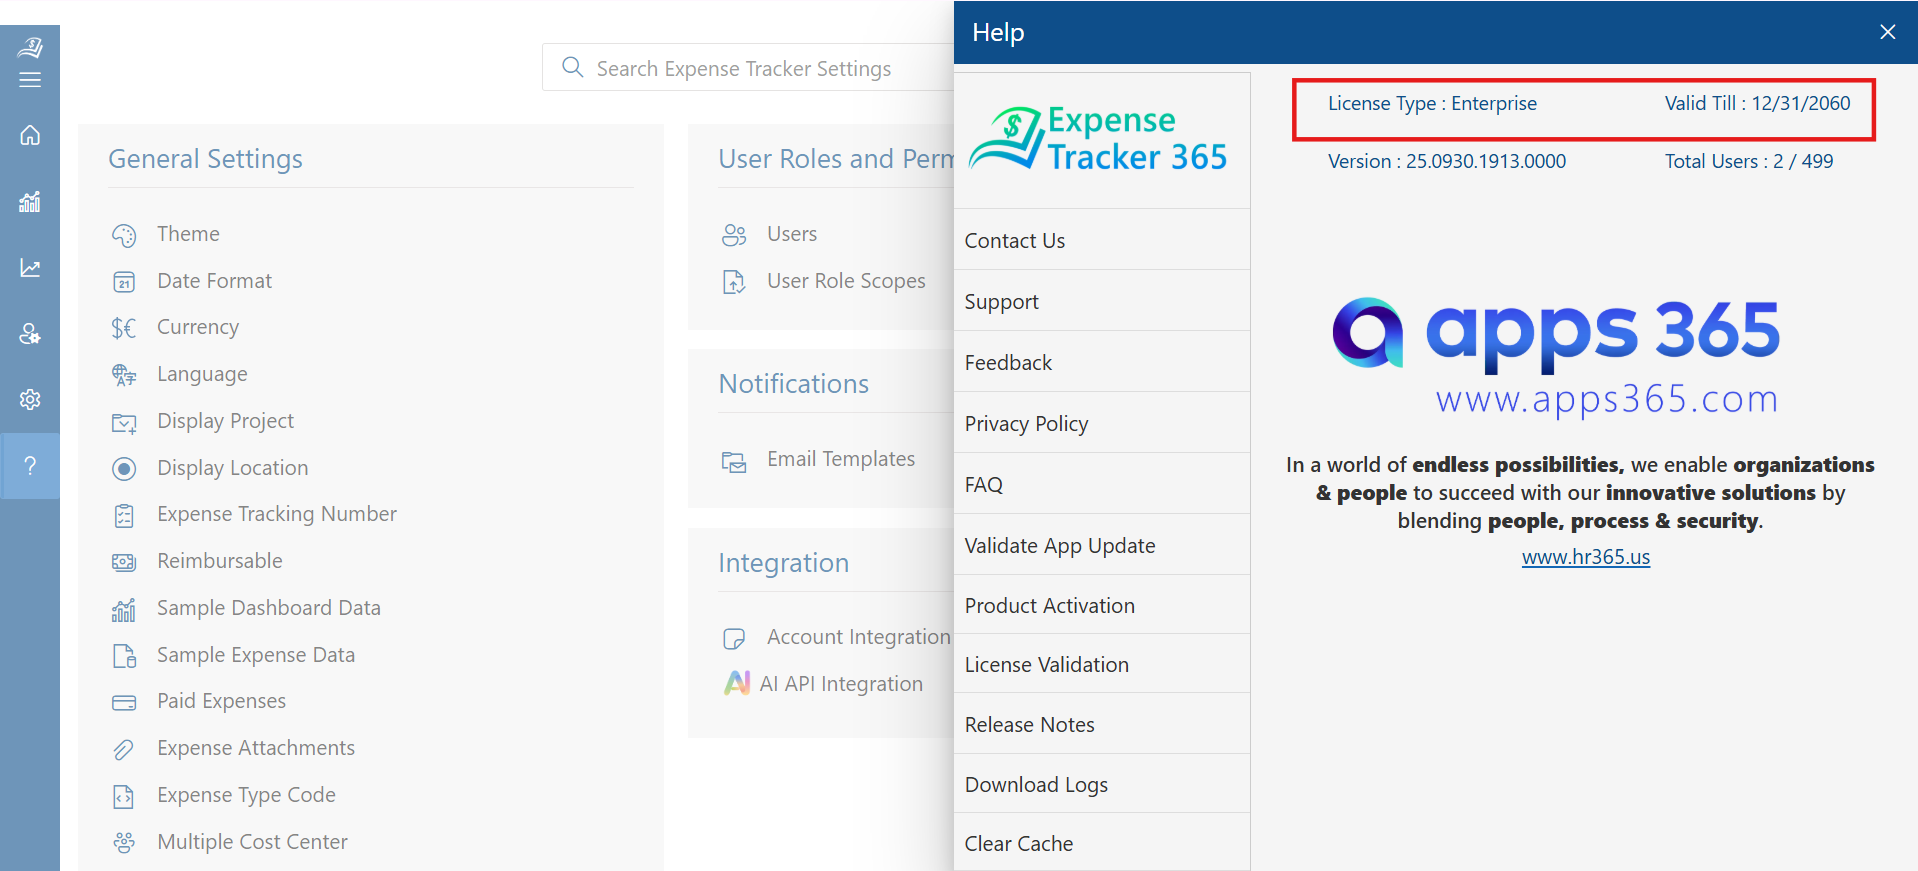 Search Expense Tracker Settings
General Settings
Theme
Date Format
Currency
Language
Display Project
Display Location
Expense Tracking Number
Reimbursable
Sample Dashboard Data
Sample Expense Data
Paid Expenses
Expense Attachments
Expense Type Code
Multiple Cost Center
User Roles and Perm
Users
User Role Scopes
Notifications
Email Templates
Integration
Account Integration
AI API Integration
Help
Expense
Tracker 365
Contact Us
Support
Feedback
Privacy Policy
FAQ
Validate App Update
Product Activation
License Validation
Release Notes
Download Logs
Clear Cache
License Type : Enterprise Valid Till : 12/31/2060
Version : 25.0930.1913.0000 Total Users : 2 / 499
apps 365
www.apps365.com
In a world of endless possibilities, we enable organizations
& people to succeed with our innovative solutions by
blending people, process & security.
www.hr365.us